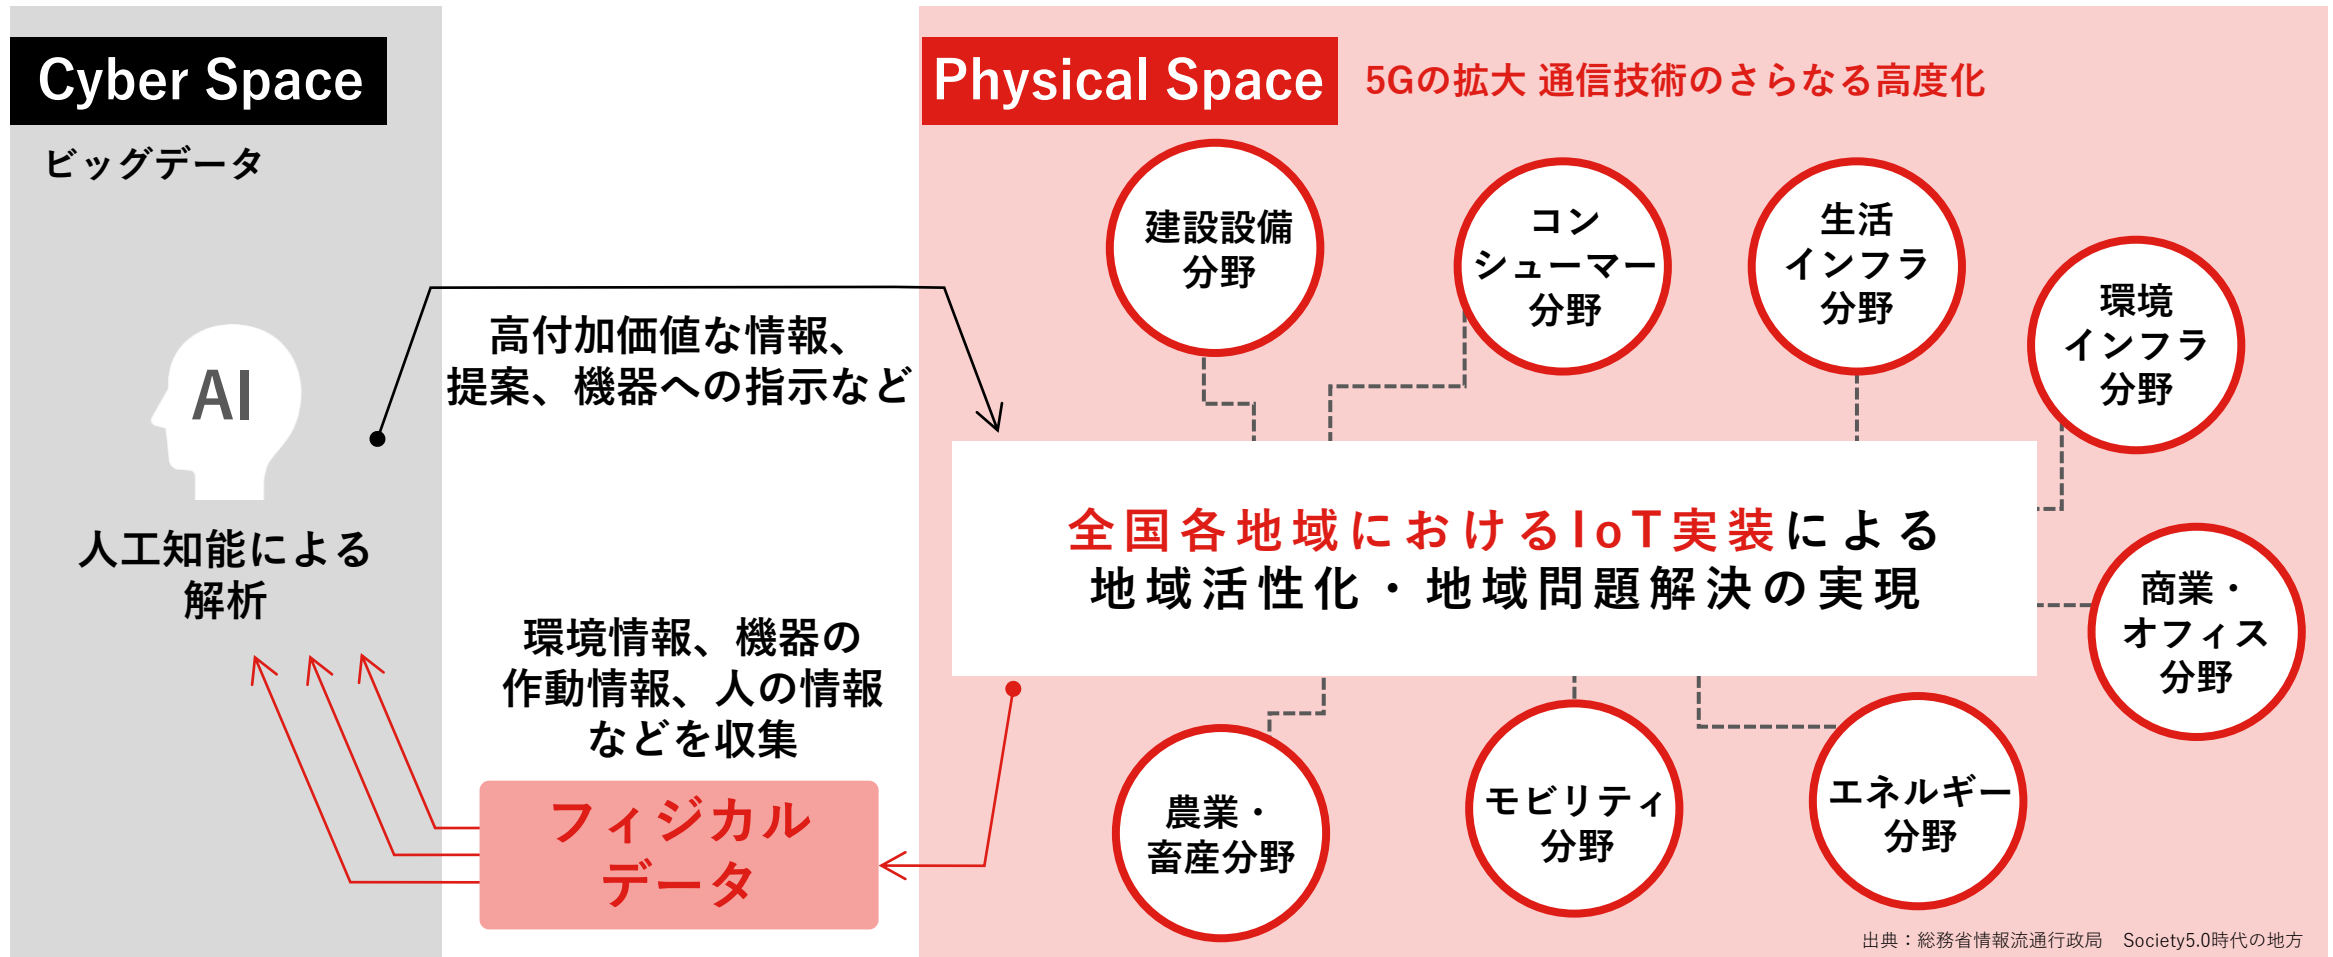 Cyber Space
ビッグデータ
AI
人工知能による
解析
高付加価値な情報、
提案、機器への指示など
環境情報、機器の
作動情報、人の情報
などを収集
フィジカル
データ
Physical Space
5Gの拡大 通信技術のさらなる高度化
建設設備
分野
コン
シューマー
分野
生活
インフラ
分野
環境
インフラ
分野
全国各地域におけるIoT実装による
地域活性化・地域問題解決の実現
商業・
オフィス
分野
農業・
畜産分野
モビリティ
分野
エネルギー
分野
出典：総務省情報流通行政局　Society5.0時代の地方